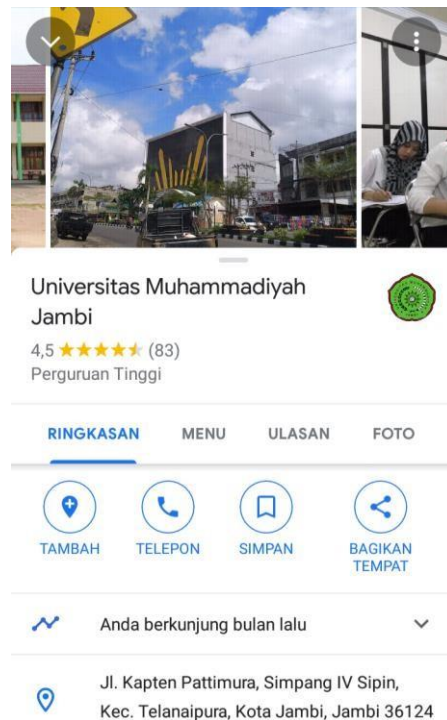 Universitas Muhammadiyah
Jambi
4,5 ★★★★★ (83)
Perguruan Tinggi
RINGKASAN MENU ULASAN FOTO
TAMBAH TELEPON SIMPAN BAGIKAN
TEMPAT
Anda berkunjung bulan lalu
Jl. Kapten Pattimura, Simpang IV Sipin,
Kec. Telanaipura, Kota Jambi, Jambi 36124